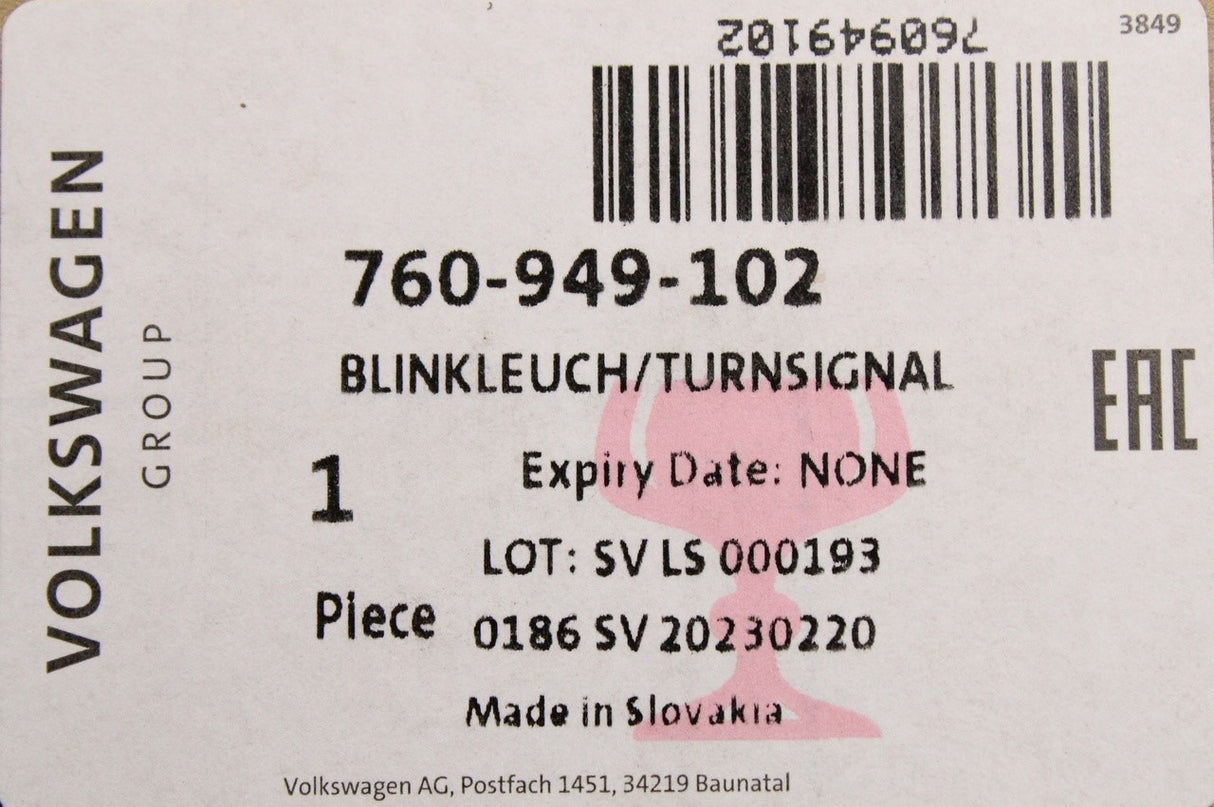 760949102
3849
VOLKSWAGEN
GROUP
760-949-102
BLINKLEUCH/TURNSIGNAL
EAC
1
Expiry Date: NONE
LOT: SV LS 000193
Piece
0186 SV 20230220
Made in Slovakia
Volkswagen AG, Postfach 1451, 34219 Baunatal